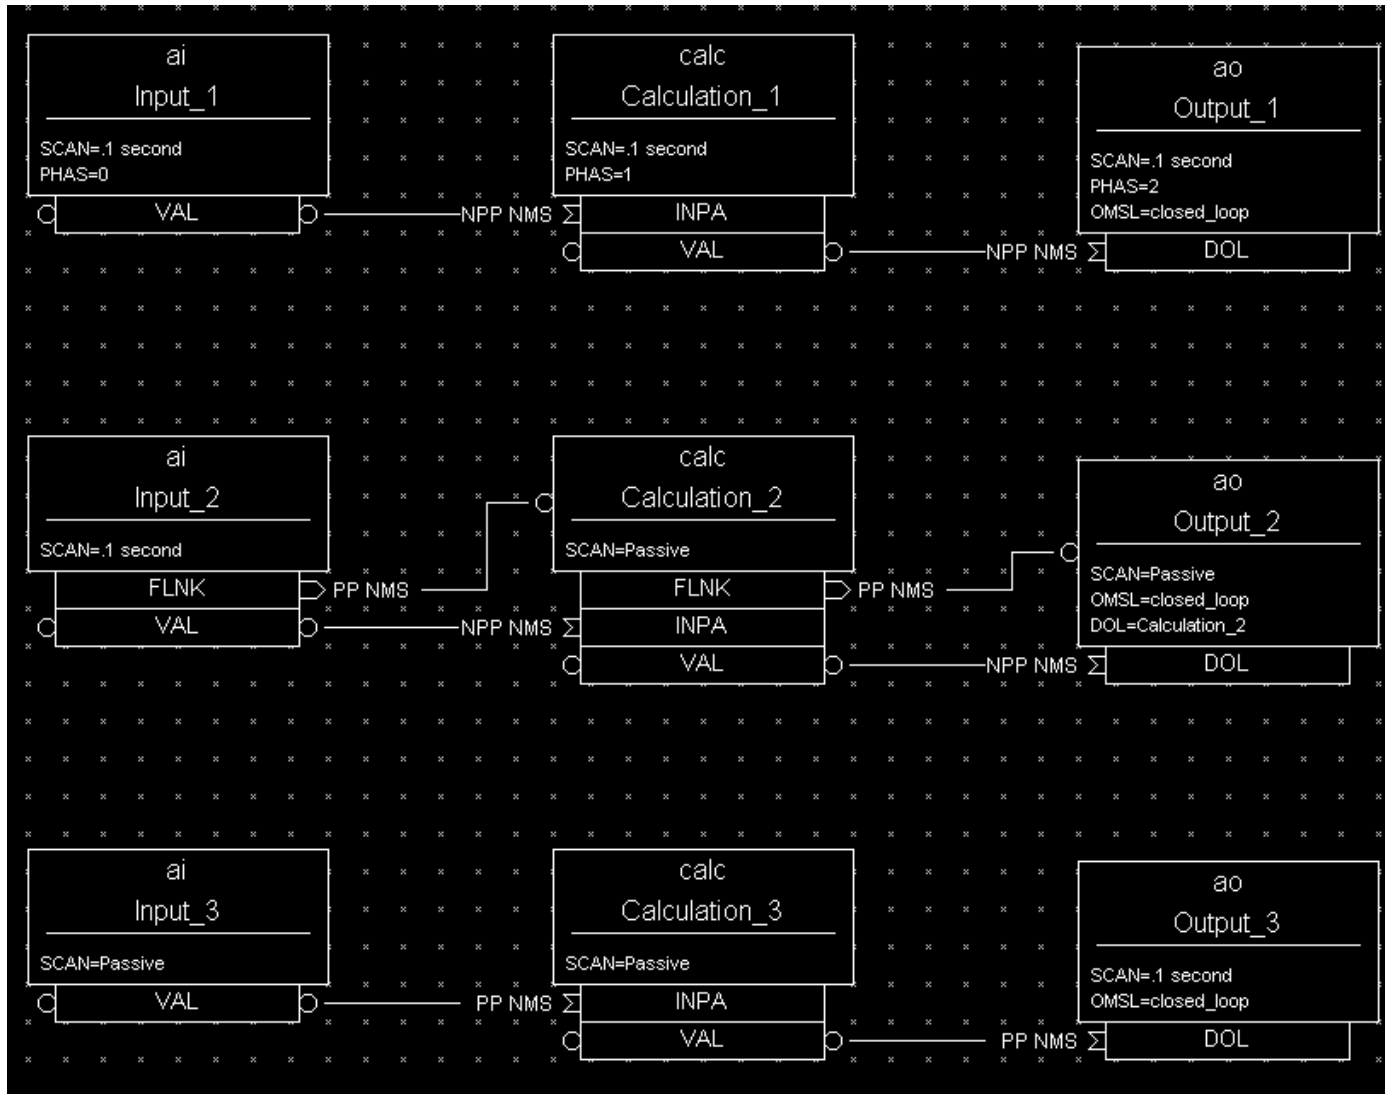 ai
Input_1
SCAN=.1 second
PHAS=0
VAL
calc
Calculation_1
SCAN=.1 second
PHAS=1
NPP NMS
INPA
VAL
ao
Output_1
SCAN=.1 second
PHAS=2
OMSL=closed_loop
NPP NMS
DOL
ai
Input_2
SCAN=.1 second
FLNK
PP NMS
VAL
calc
Calculation_2
SCAN=Passive
FLNK
PP NMS
NPP NMS
INPA
VAL
ao
Output_2
SCAN=Passive
OMSL=closed_loop
DOL=Calculation_2
NPP NMS
DOL
ai
Input_3
SCAN=Passive
VAL
calc
Calculation_3
SCAN=Passive
PP NMS
INPA
VAL
ao
Output_3
SCAN=.1 second
OMSL=closed_loop
PP NMS
DOL